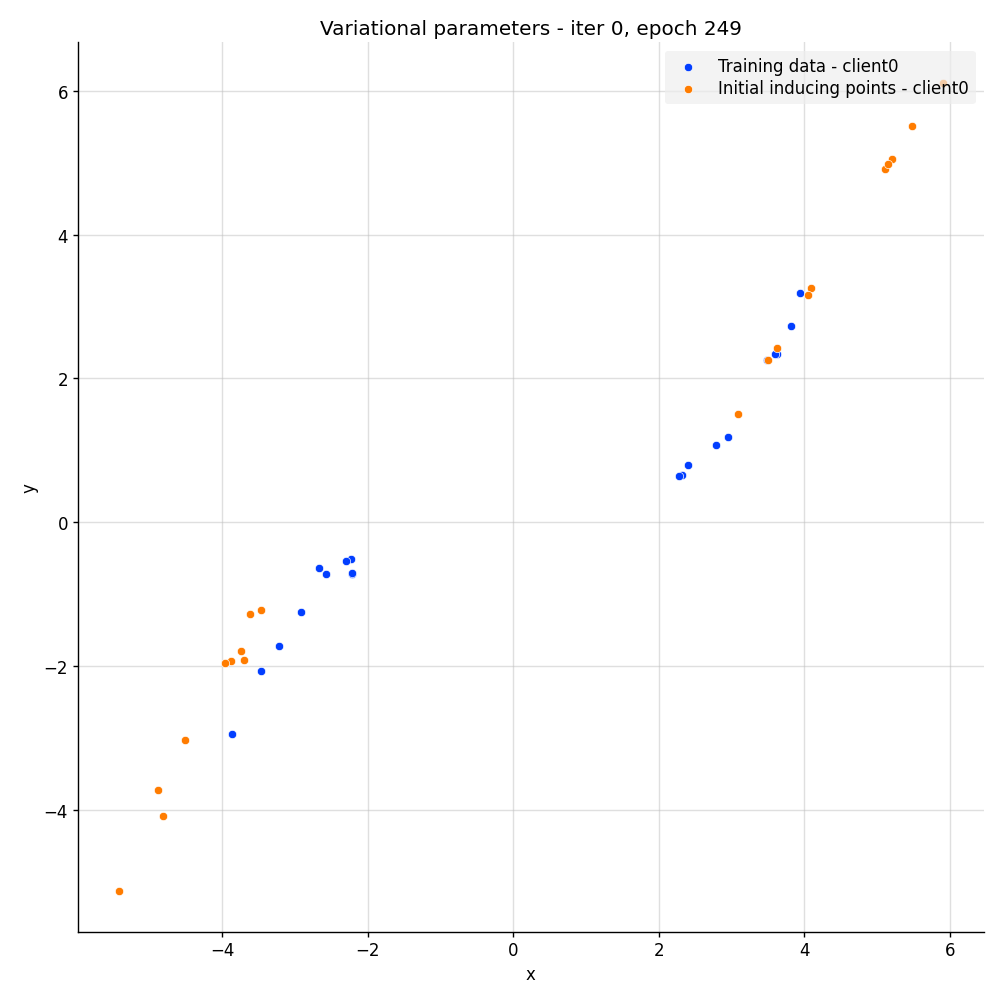 Variational parameters - iter 0, epoch 249
Training data - client0
Initial inducing points - client0
6
4
2
0
−2
−4
y
−4 −2 0 2 4 6
x